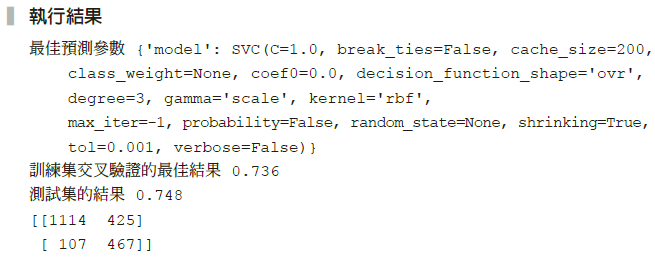 執行結果
最佳預測參數 {'model': SVC(C=1.0, break_ties=False, cache_size=200,
class_weight=None, coef0=0.0, decision_function_shape='ovr',
degree=3, gamma='scale', kernel='rbf',
max_iter=-1, probability=False, random_state=None, shrinking=True,
tol=0.001, verbose=False)}
訓練集交叉驗證的最佳結果 0.736
測試集的結果 0.748
[[1114 425]
[ 107 467]]